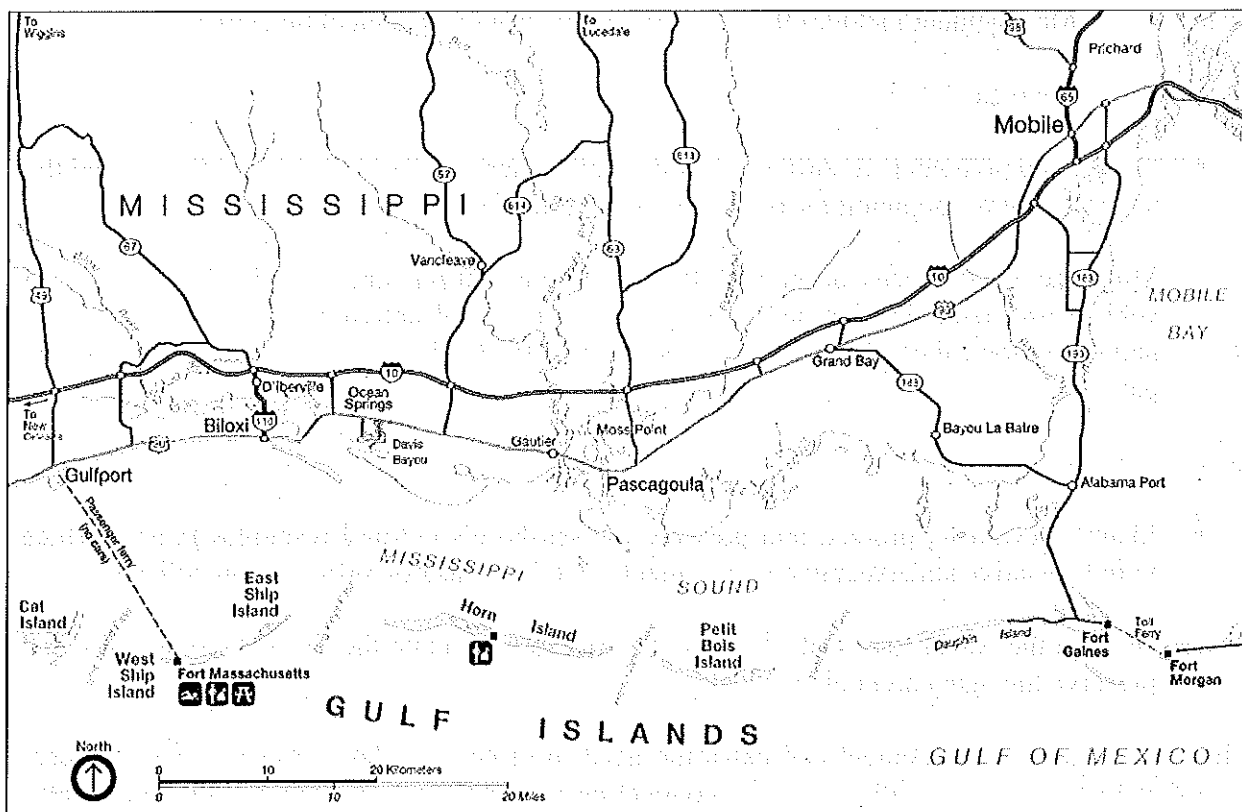 To
Wiggins
To
Lucedale
98
Prichard
65
Mobile
57
613
614
MISSISSIPPI
67
63
Vancleave
10
163
49
98
MOBILE
BAY
193
Grand Bay
D'Iberville
10
Ocean
Springs
188
To
New
Orleans
90
Biloxi
110
Davis
Bayou
Gautier
Moss Point
Bayou La Batre
Gulfport
Pascagoula
Alabama Port
Passenger ferry
(no cars)
MISSISSIPPI
SOUND
Cat
Island
East
Ship
Island
Horn
Island
Petit
Bois
Island
Dauphin
Island
Fort
Gaines
Toll
Ferry
Fort
Morgan
West
Ship
Island
Fort Massachusetts
GULF ISLANDS
GULF OF MEXICO
North
0
10
20 Kilometers
0
10
20 Miles